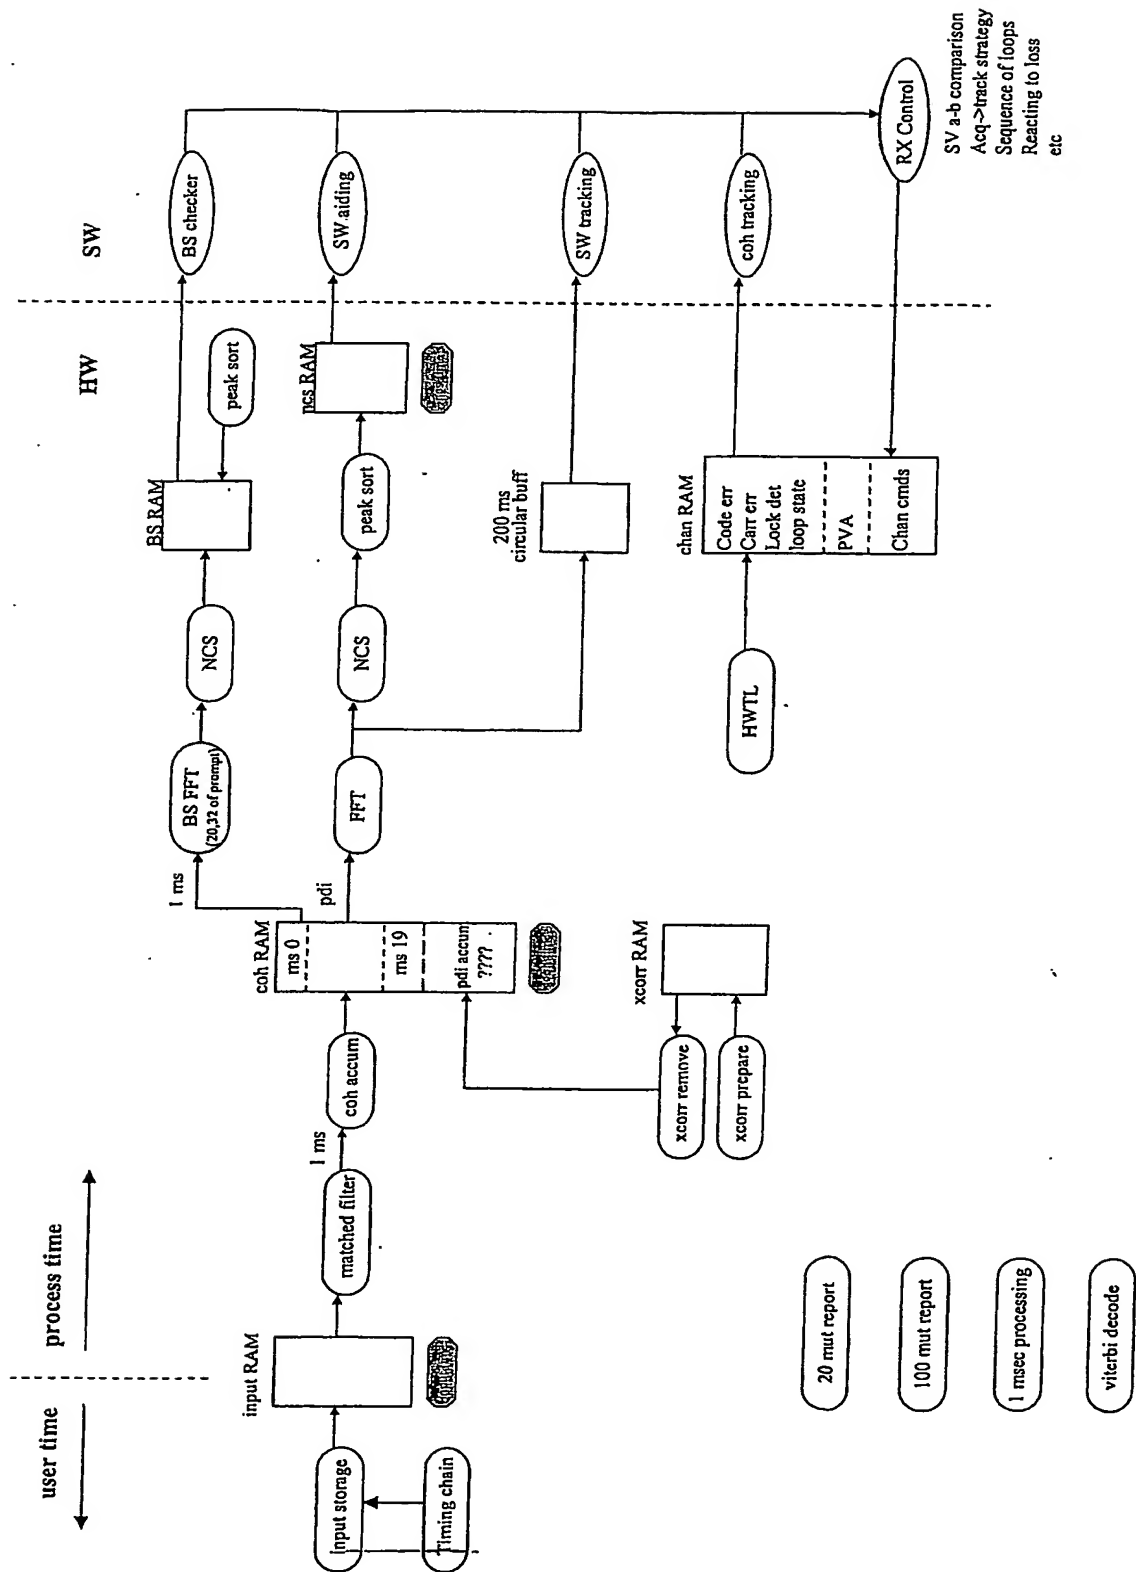 user time
process time
HW
SW
Input storage
Timing chain
input RAM
matched filter
1 ms
coh accum
coh RAM
ms 0
ms 19
pdi accum
????
1 ms
pdi
BS FFT
(20,32 of prompt)
NCS
BS RAM
peak sort
BS checker
FFT
NCS
peak sort
ncs RAM
SW aiding
200 ms
circular buff
SW tracking
xcorr RAM
xcorr remove
xcorr prepare
HWTL
chan RAM
Code err
Carr err
Lock det
loop state
PVA
Chan cmds
coh tracking
RX Control
SV a-b comparison
Acq->track strategy
Sequence of loops
Reacting to loss
etc
20 mut report
100 mut report
1 msec processing
viterbi decode